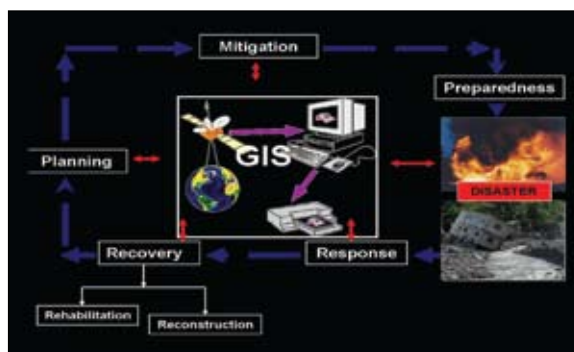 Mitigation
Preparedness
GIS
Planning
DISASTER
Recovery
Response
Rehabilitation
Reconstruction